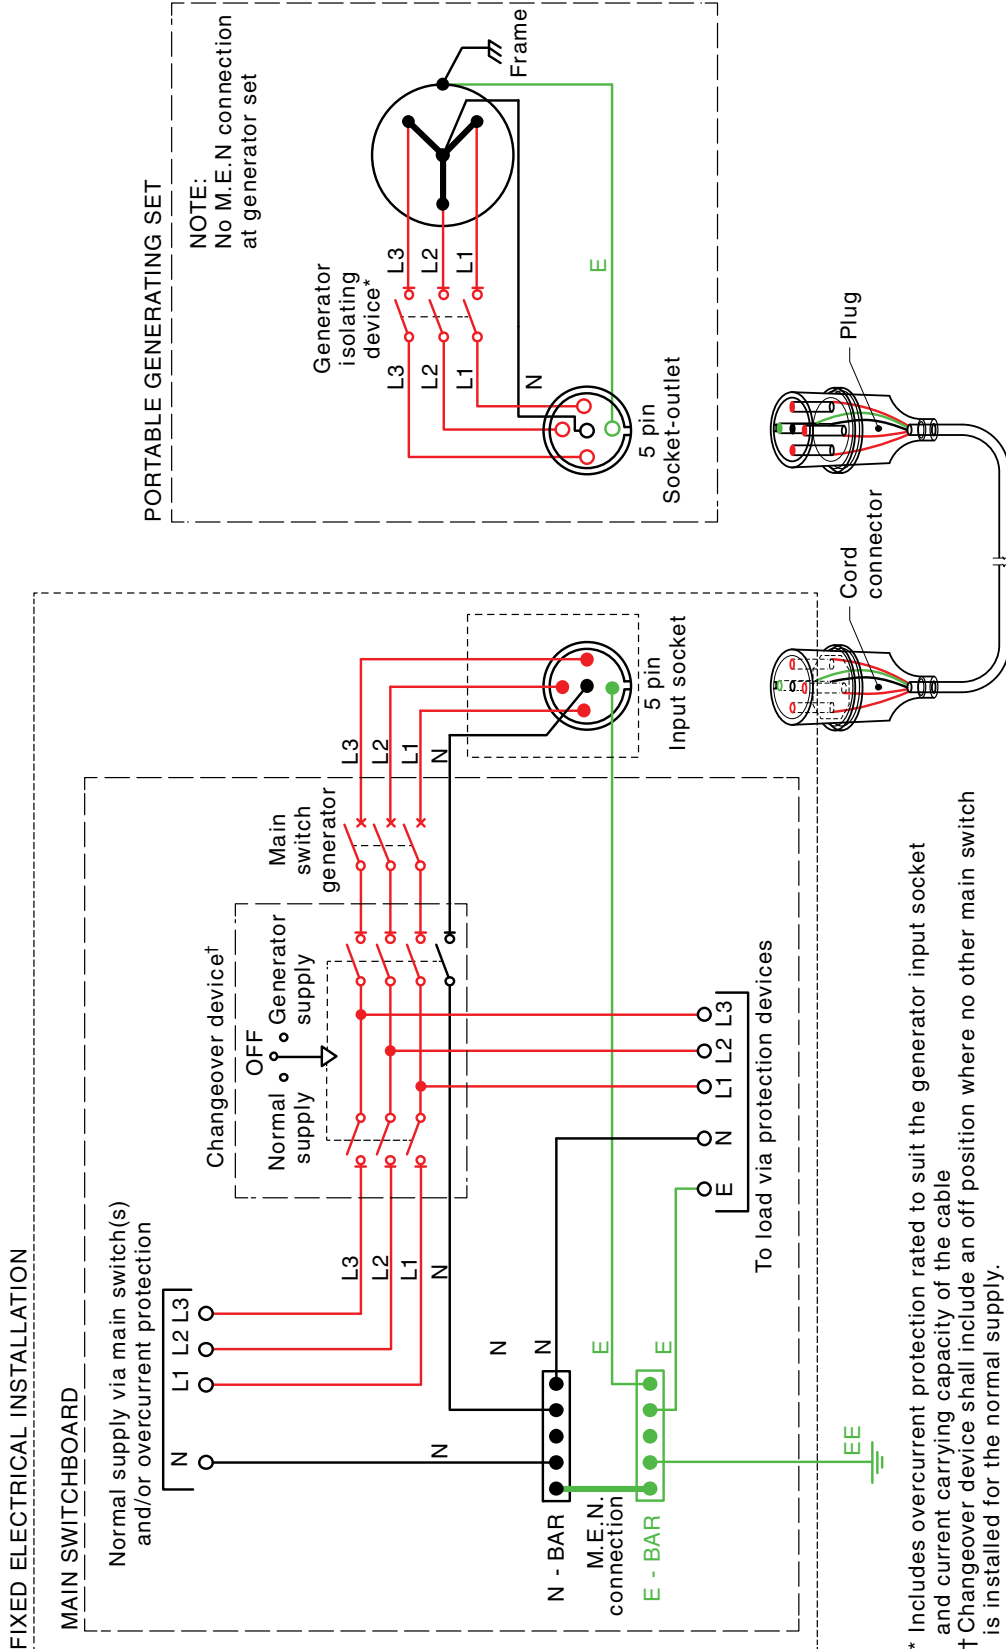 FIXED ELECTRICAL INSTALLATION
MAIN SWITCHBOARD
Normal supply via main switch(s)
and/or overcurrent protection
N
L1
L2
L3
N
L3
L2
L1
N
Changeover device†
OFF
Normal
supply
Generator
supply
Main
switch
generator
L3
L2
L1
N
5 pin
Input socket
N - BAR
M.E.N.
connection
E - BAR
N
N
E
E
EE
E
N
L1
L2
L3
To load via protection devices
PORTABLE GENERATING SET
NOTE:
No M.E.N connection
at generator set
Generator
isolating
device*
L3
L2
L1
L3
L2
L1
N
E
Frame
5 pin
Socket-outlet
Cord
connector
Plug
* Includes overcurrent protection rated to suit the generator input socket
and current carrying capacity of the cable
† Changeover device shall include an off position where no other main switch
is installed for the normal supply.